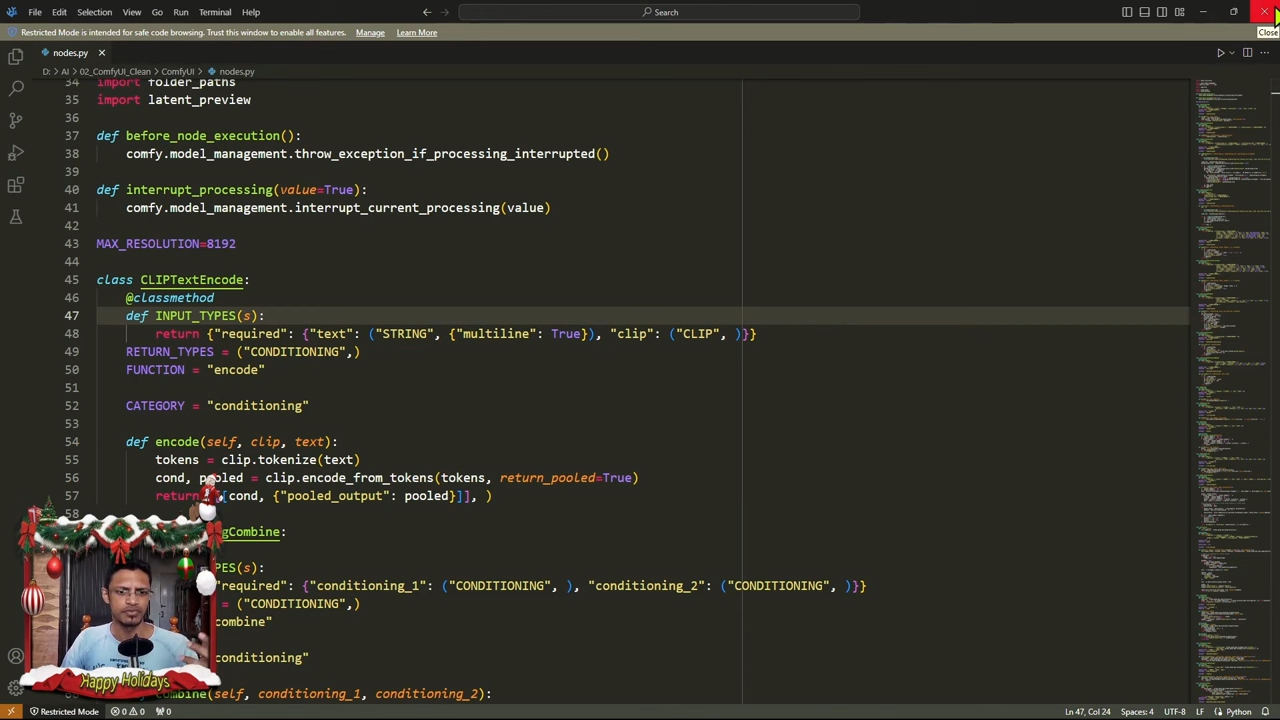 File Edit Selection View Go Run Terminal Help
Search
Close
Restricted Mode is intended for safe code browsing. Trust this window to enable all features. Manage Learn More
nodes.py
D: > AI > 02_ComfyUI_Clean > ComfyUI > nodes.py
34 import folder_paths
35 import latent_preview
36
37 def before_node_execution():
38 comfy.model_management.throw_exception_if_processing_interrupted()
39
40 def interrupt_processing(value=True):
41 comfy.model_management.interrupt_current_processing(value)
42
43 MAX_RESOLUTION=8192
44
45 class CLIPTextEncode:
46 @classmethod
47 def INPUT_TYPES(s):
48 return {"required": {"text": ("STRING", {"multiline": True}), "clip": ("CLIP", )}}
49 RETURN_TYPES = ("CONDITIONING",)
50 FUNCTION = "encode"
51
52 CATEGORY = "conditioning"
53
54 def encode(self, clip, text):
55 tokens = clip.tokenize(text)
56 cond, pooled = clip.encode_from_tokens(tokens, return_pooled=True)
57 return [[cond, {"pooled_output": pooled}]], )
58
gCombine:
PES(s):
"required": {"conditioning_1": ("CONDITIONING", ), "conditioning_2": ("CONDITIONING", )}}
= ("CONDITIONING",)
ombine"
onditioning"
combine(self, conditioning_1, conditioning_2):
Happy Holidays
Restricted Mode 0 0 0 Ln 47, Col 24 Spaces: 4 UTF-8 LF Python